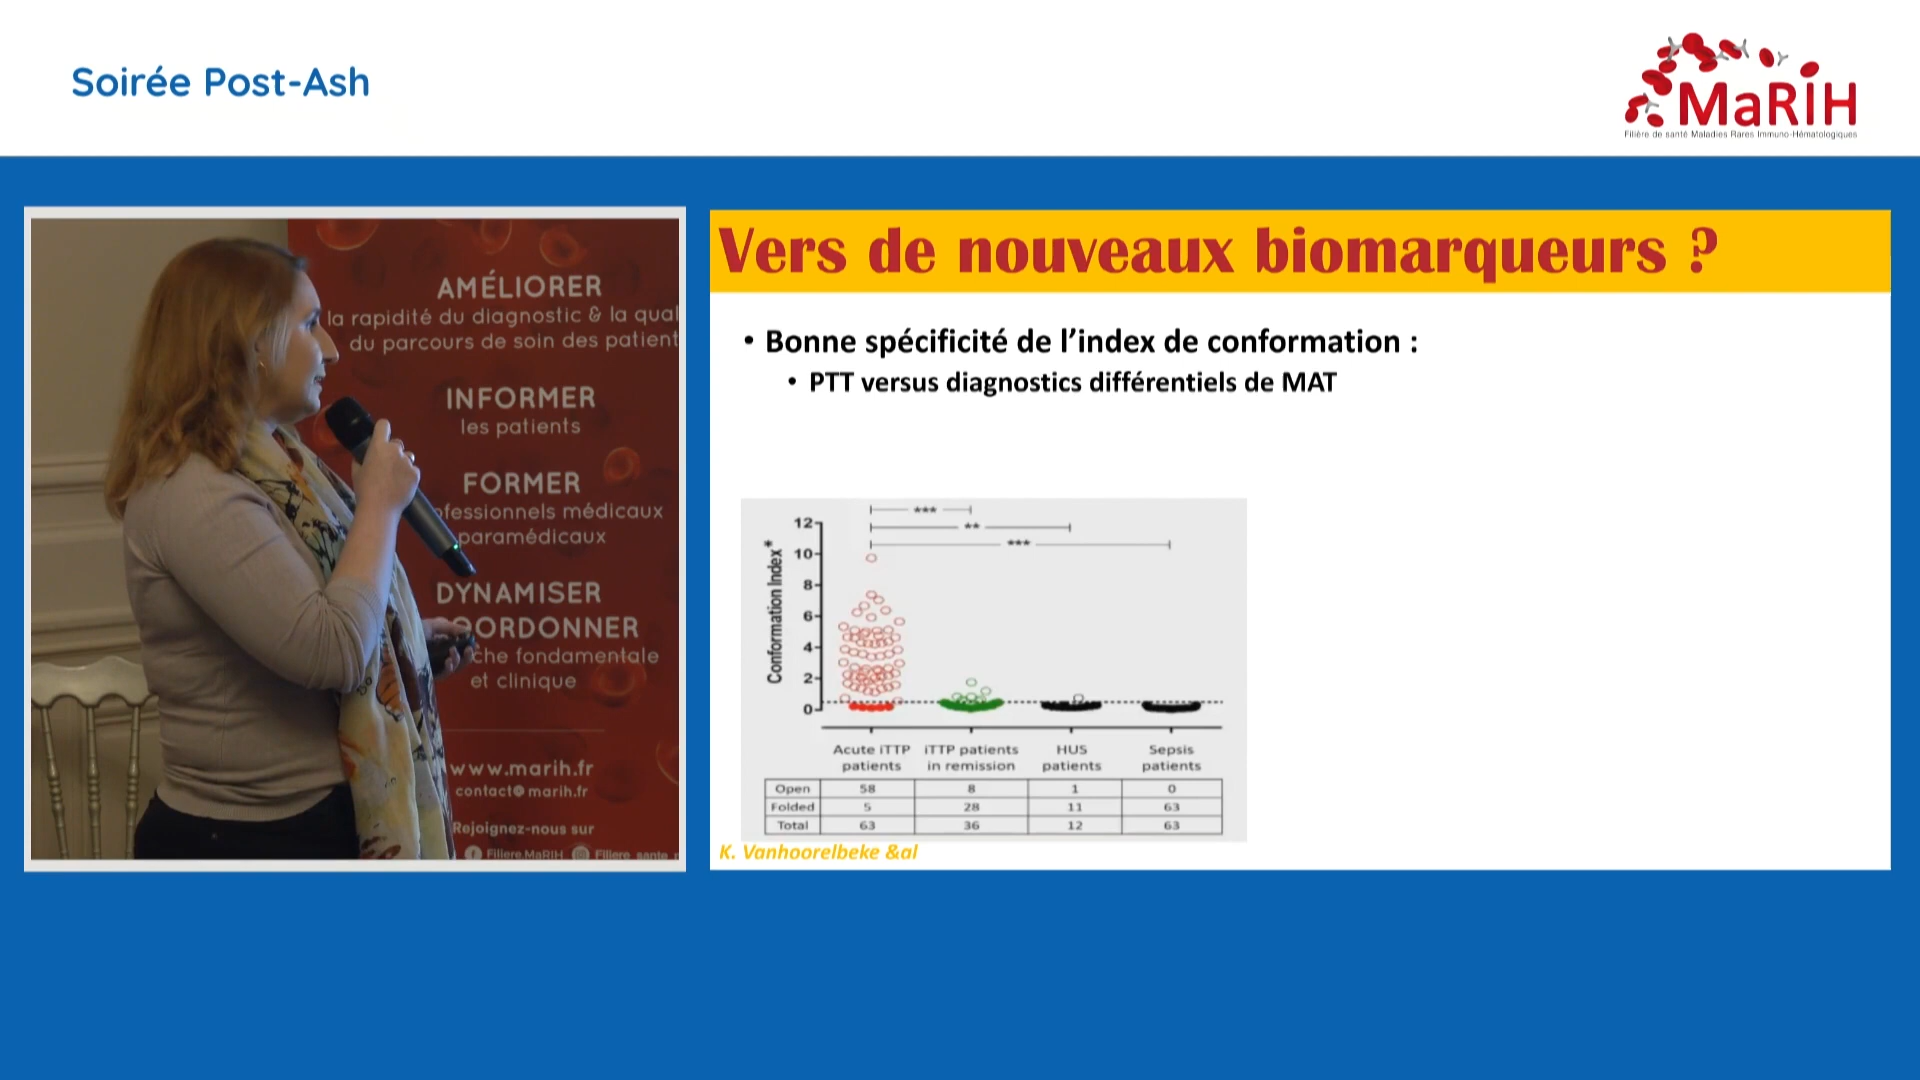 Soirée Post-Ash
MaRIH
Filière de santé Maladies Rares Immuno-Hématologiques
AMÉLIORER
la rapidité du diagnostic & la qual
du parcours de soin des patient
INFORMER
les patients
FORMER
ofessionnels médicaux
paramédicaux
DYNAMISER
OORDONNER
che fondamentale
et clinique
www.marih.fr
contact@marih.fr
Rejoignez-nous sur
Filiere.MaRIH Filiere_sante_
Vers de nouveaux biomarqueurs ?
• Bonne spécificité de l’index de conformation :
• PTT versus diagnostics différentiels de MAT
***
**
***
Conformation Index*
12
10
8
6
4
2
0
Acute iTTP patients
iTTP patients in remission
HUS patients
Sepsis patients
Open 58 8 1 0
Folded 5 28 11 63
Total 63 36 12 63
K. Vanhoorelbeke &al